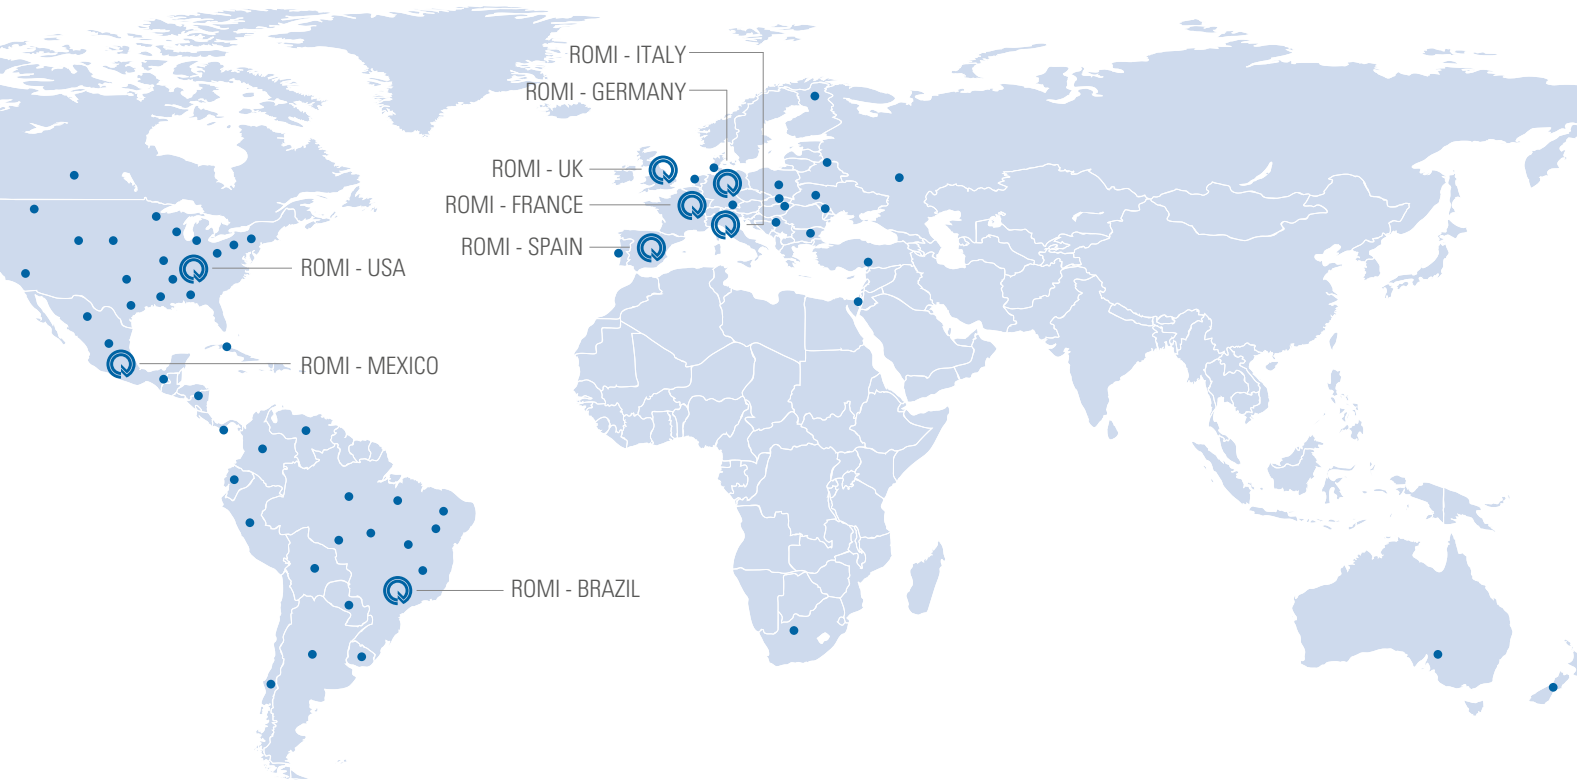 ROMI - ITALY
ROMI - GERMANY
ROMI - UK
ROMI - FRANCE
ROMI - SPAIN
ROMI - USA
ROMI - MEXICO
ROMI - BRAZIL